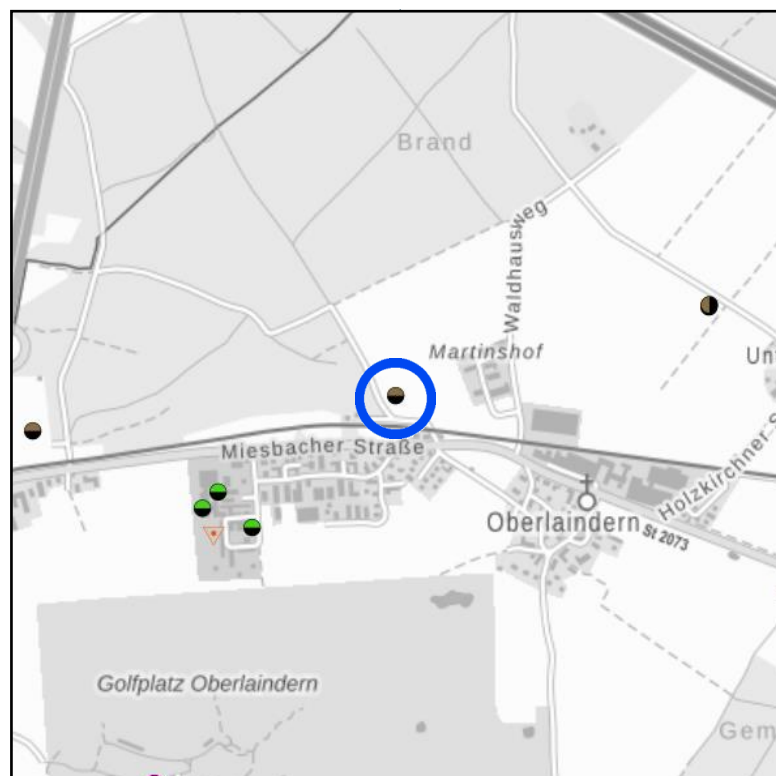 Brand
Waldhausweg
Martinshof
Miesbacher Straße
Oberlaindern
Holzkirchner
St 2073
Golfplatz Oberlaindern